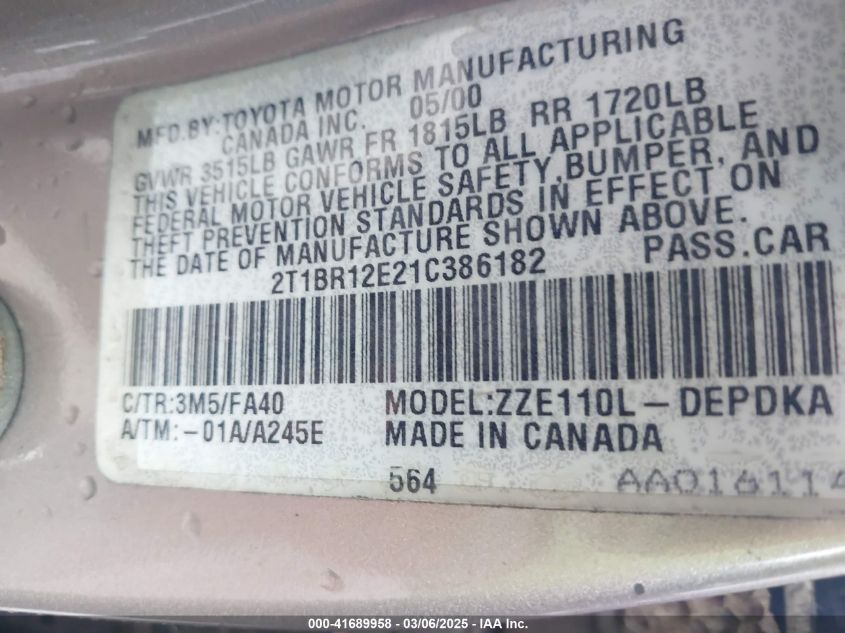 MFD.BY:TOYOTA MOTOR MANUFACTURING
CANADA INC. 05/00
GVWR 3515LB GAWR FR 1815LB RR 1720LB
THIS VEHICLE CONFORMS TO ALL APPLICABLE
FEDERAL MOTOR VEHICLE SAFETY,BUMPER, AND
THEFT PREVENTION STANDARDS IN EFFECT ON
THE DATE OF MANUFACTURE SHOWN ABOVE.
2T1BR12E21C386182 PASS.CAR
C/TR:3M5/FA40 MODEL:ZZE110L-DEPDKA
A/TM:-01A/A245E MADE IN CANADA
564
000-41689958 - 03/06/2025 - IAA Inc.